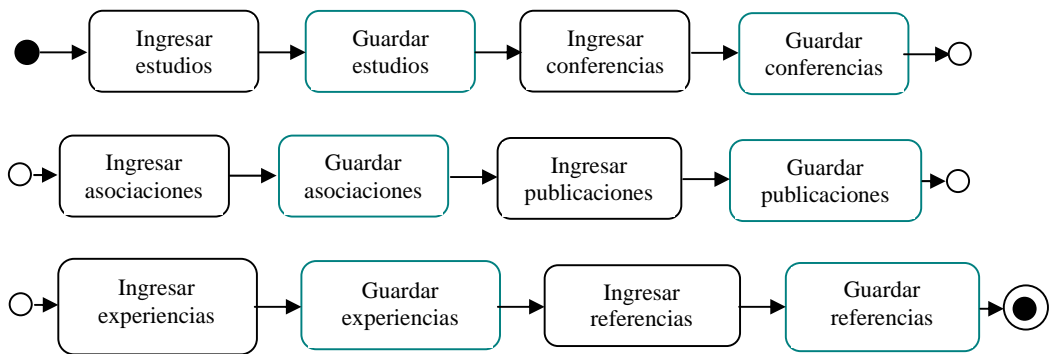 Ingresar
estudios
Guardar
estudios
Ingresar
conferencias
Guardar
conferencias
Ingresar
asociaciones
Guardar
asociaciones
Ingresar
publicaciones
Guardar
publicaciones
Ingresar
experiencias
Guardar
experiencias
Ingresar
referencias
Guardar
referencias